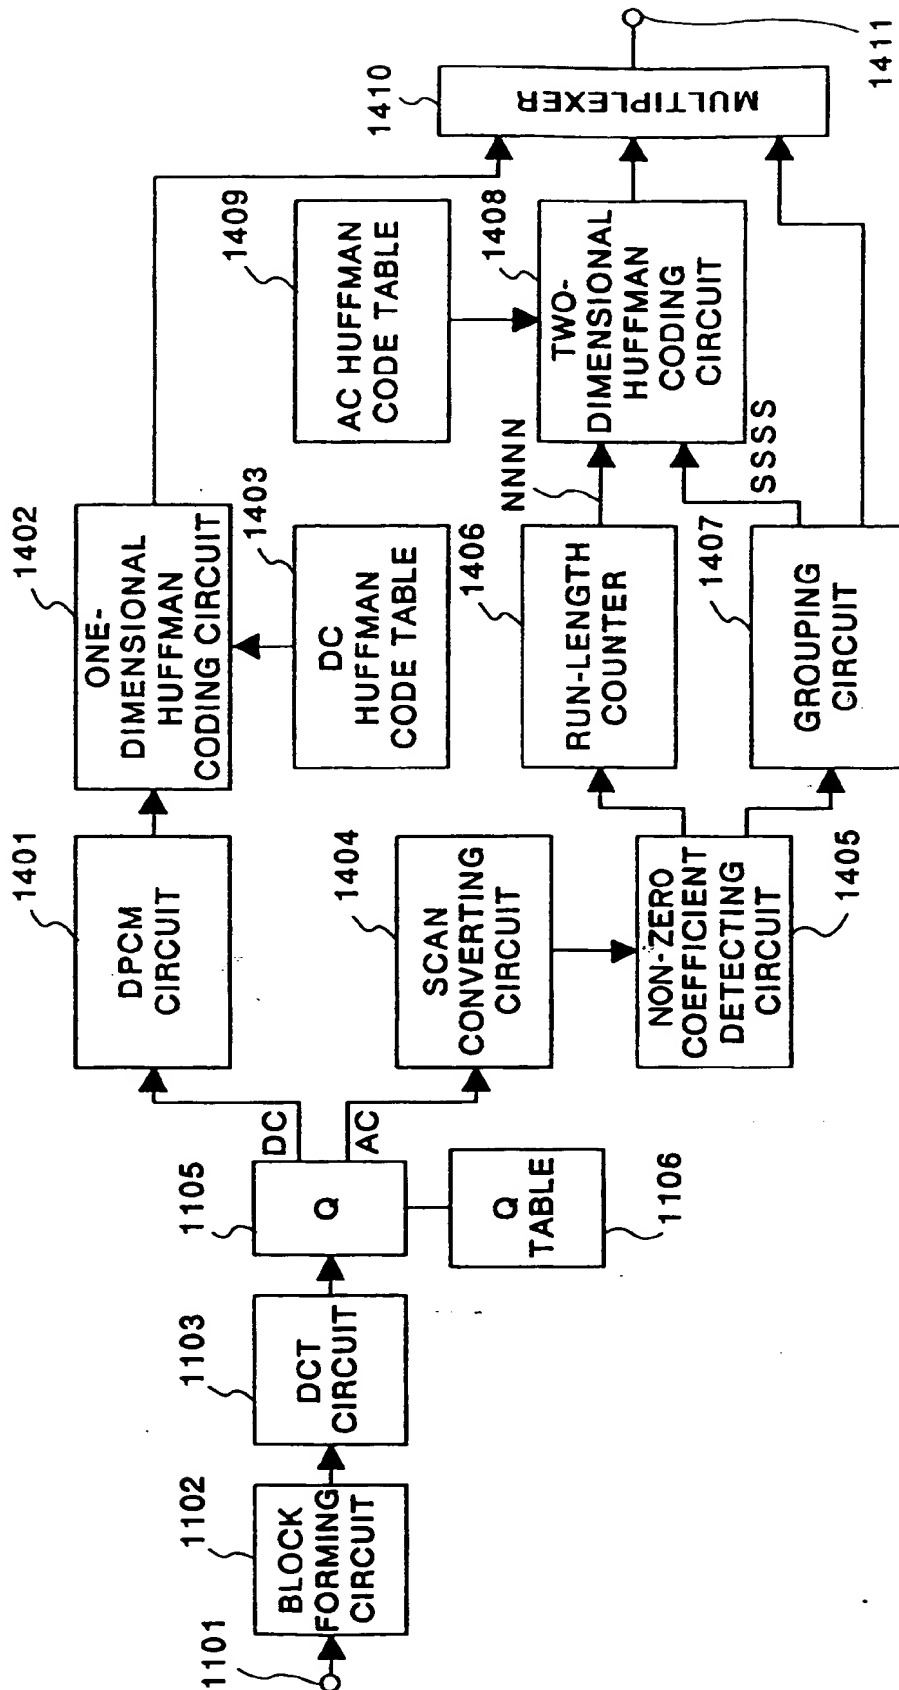 1101
1102
BLOCK
FORMING
CIRCUIT
1103
DCT
CIRCUIT
1105
Q
1106
Q
TABLE
DC
AC
1401
DPCM
CIRCUIT
1402
ONE-
DIMENSIONAL
HUFFMAN
CODING CIRCUIT
1403
DC
HUFFMAN
CODE TABLE
1404
SCAN
CONVERTING
CIRCUIT
1405
NON-ZERO
COEFFICIENT
DETECTING
CIRCUIT
1406
RUN-LENGTH
COUNTER
NNNN
1407
GROUPING
CIRCUIT
SSSS
1408
TWO-
DIMENSIONAL
HUFFMAN
CODING
CIRCUIT
1409
AC HUFFMAN
CODE TABLE
1410
MULTIPLEXER
1411